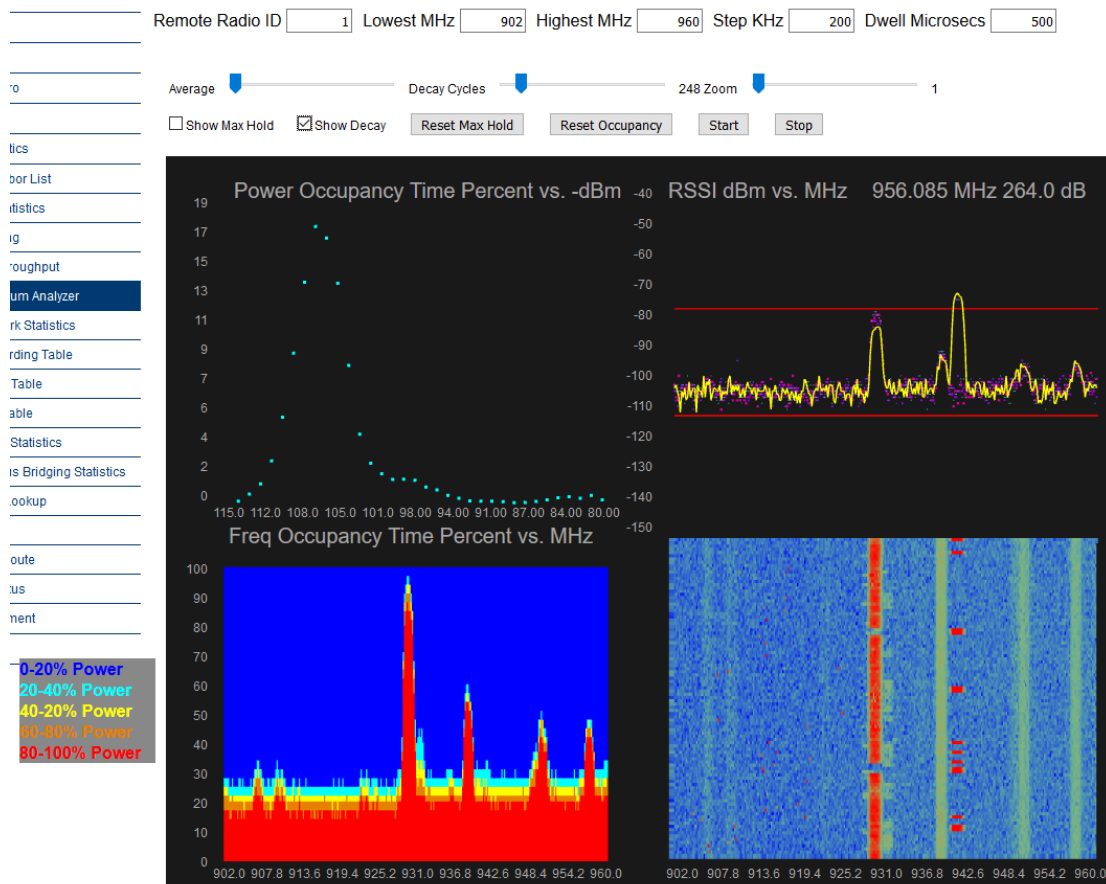 Remote Radio ID 1 Lowest MHz 902 Highest MHz 960 Step KHz 200 Dwell Microsecs 500
Average Decay Cycles 248 Zoom 1
Show Max Hold Show Decay Reset Max Hold Reset Occupancy Start Stop
ro
tics
bor List
atistics
ng
roughput
um Analyzer
rk Statistics
rding Table
Table
able
Statistics
us Bridging Statistics
ookup
oute
tus
ment
0-20% Power
20-40% Power
40-20% Power
60-80% Power
80-100% Power
Power Occupancy Time Percent vs. -dBm
19
17
15
13
11
9
7
6
4
2
0
115.0 112.0 108.0 105.0 101.0 98.00 94.00 91.00 87.00 84.00 80.00
RSSI dBm vs. MHz 956.085 MHz 264.0 dB
-40
-50
-60
-70
-80
-90
-100
-110
-120
-130
-140
-150
Freq Occupancy Time Percent vs. MHz
100
90
80
70
60
50
40
30
20
10
0
902.0 907.8 913.6 919.4 925.2 931.0 936.8 942.6 948.4 954.2 960.0
902.0 907.8 913.6 919.4 925.2 931.0 936.8 942.6 948.4 954.2 960.0